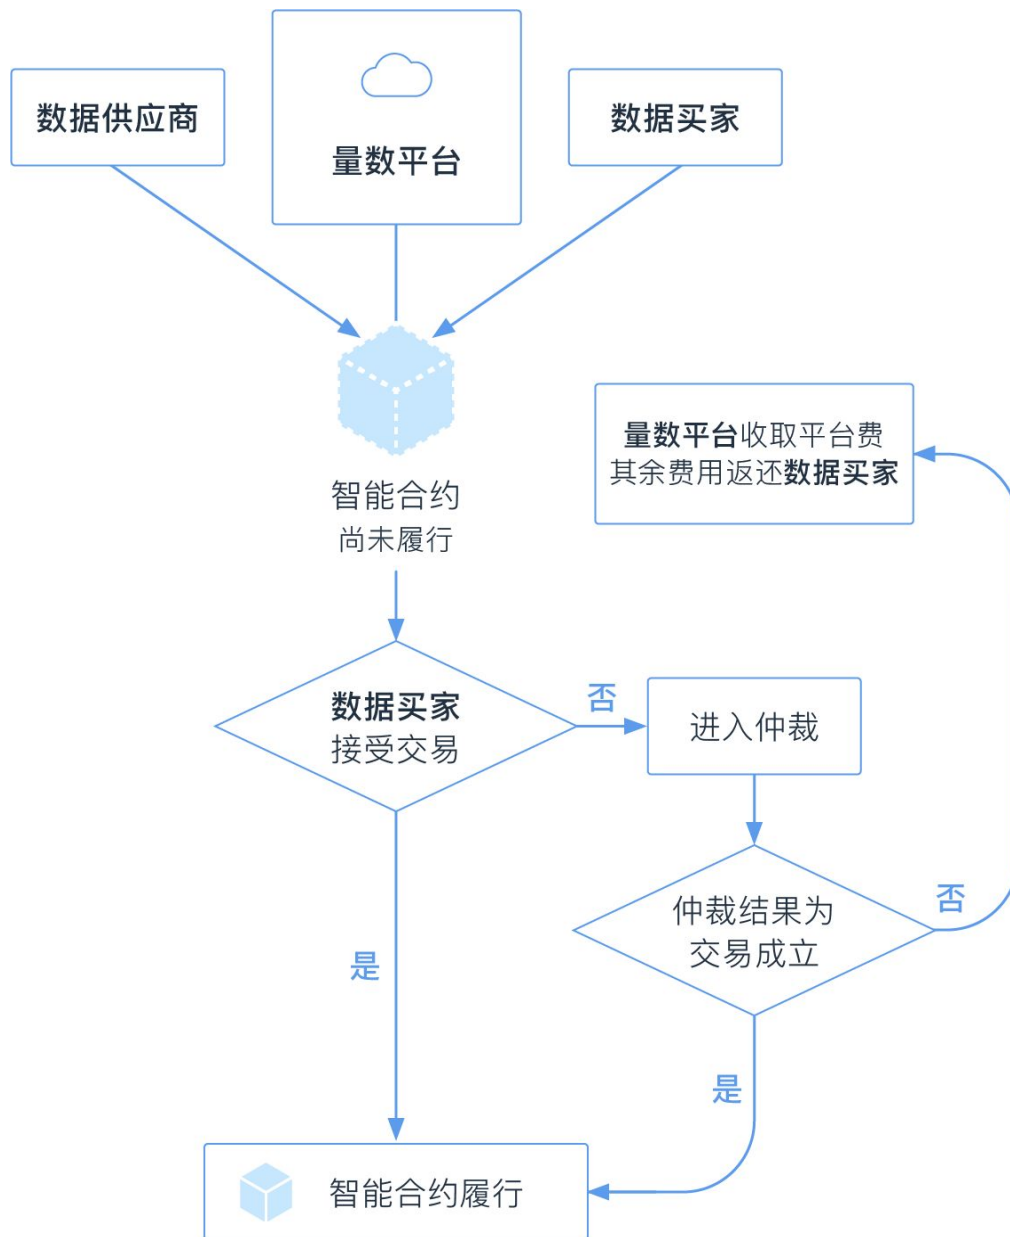 数据供应商
量数平台
数据买家
智能合约
尚未履行
量数平台收取平台费
其余费用返还数据买家
数据买家
接受交易
否
进入仲裁
仲裁结果为
交易成立
否
是
是
智能合约履行